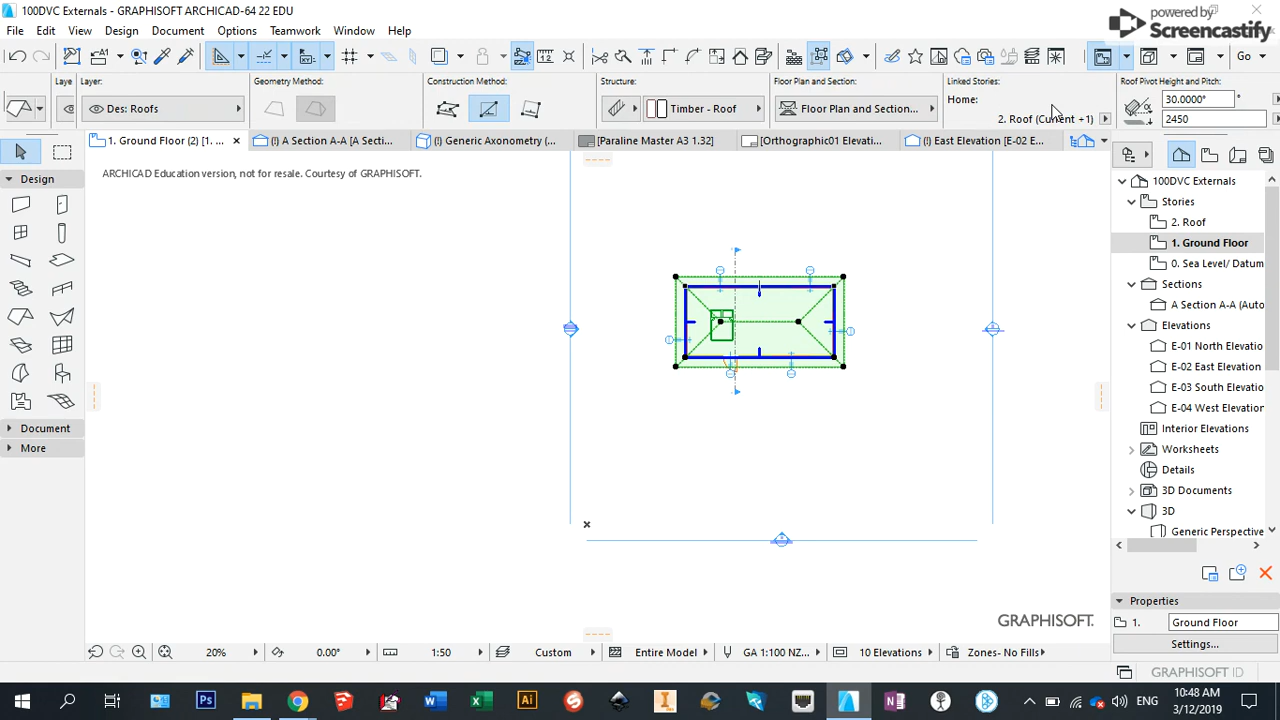 100DVC Externals - GRAPHISOFT ARCHICAD-64 22 EDU
powered by
Screencastify
File Edit View Design Document Options Teamwork Window Help
Go
Laye Layer: Geometry Method: Construction Method: Structure: Floor Plan and Section: Linked Stories: Roof Pivot Height and Pitch:
Des: Roofs Timber - Roof Floor Plan and Section... Home: 30.0000°
2. Roof (Current +1) 2450
1. Ground Floor (2) [1. ... (!) A Section A-A [A Secti... (!) Generic Axonometry (... [Paraline Master A3 1.32] [Orthographic01 Elevati... (!) East Elevation [E-02 E...
ARCHICAD Education version, not for resale. Courtesy of GRAPHISOFT.
Design
Document
More
100DVC Externals
Stories
2. Roof
1. Ground Floor
0. Sea Level/ Datum
Sections
A Section A-A (Auto
Elevations
E-01 North Elevatio
E-02 East Elevation
E-03 South Elevation
E-04 West Elevation
Interior Elevations
Worksheets
Details
3D Documents
3D
Generic Perspective
Properties
1. Ground Floor
Settings...
GRAPHISOFT.
20% 0.00° 1:50 Custom Entire Model GA 1:100 NZ... 10 Elevations Zones- No Fills
GRAPHISOFT ID
ENG 10:48 AM
3/12/2019